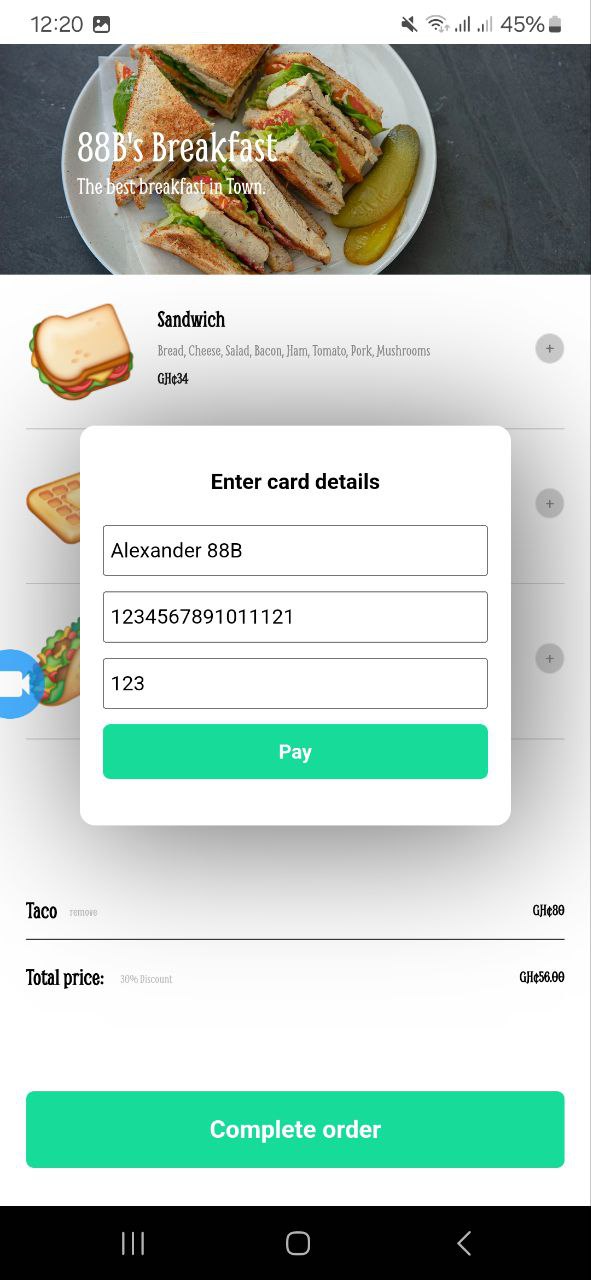 12:20
45%
88B's Breakfast
The best breakfast in Town.
Sandwich
Bread, Cheese, Salad, Bacon, Ham, Tomato, Pork, Mushrooms
GH¢34
+
Enter card details
Alexander 88B
+
1234567891011121
123
+
Pay
Taco remove GH¢80
Total price: 30% Discount GH¢56.00
Complete order